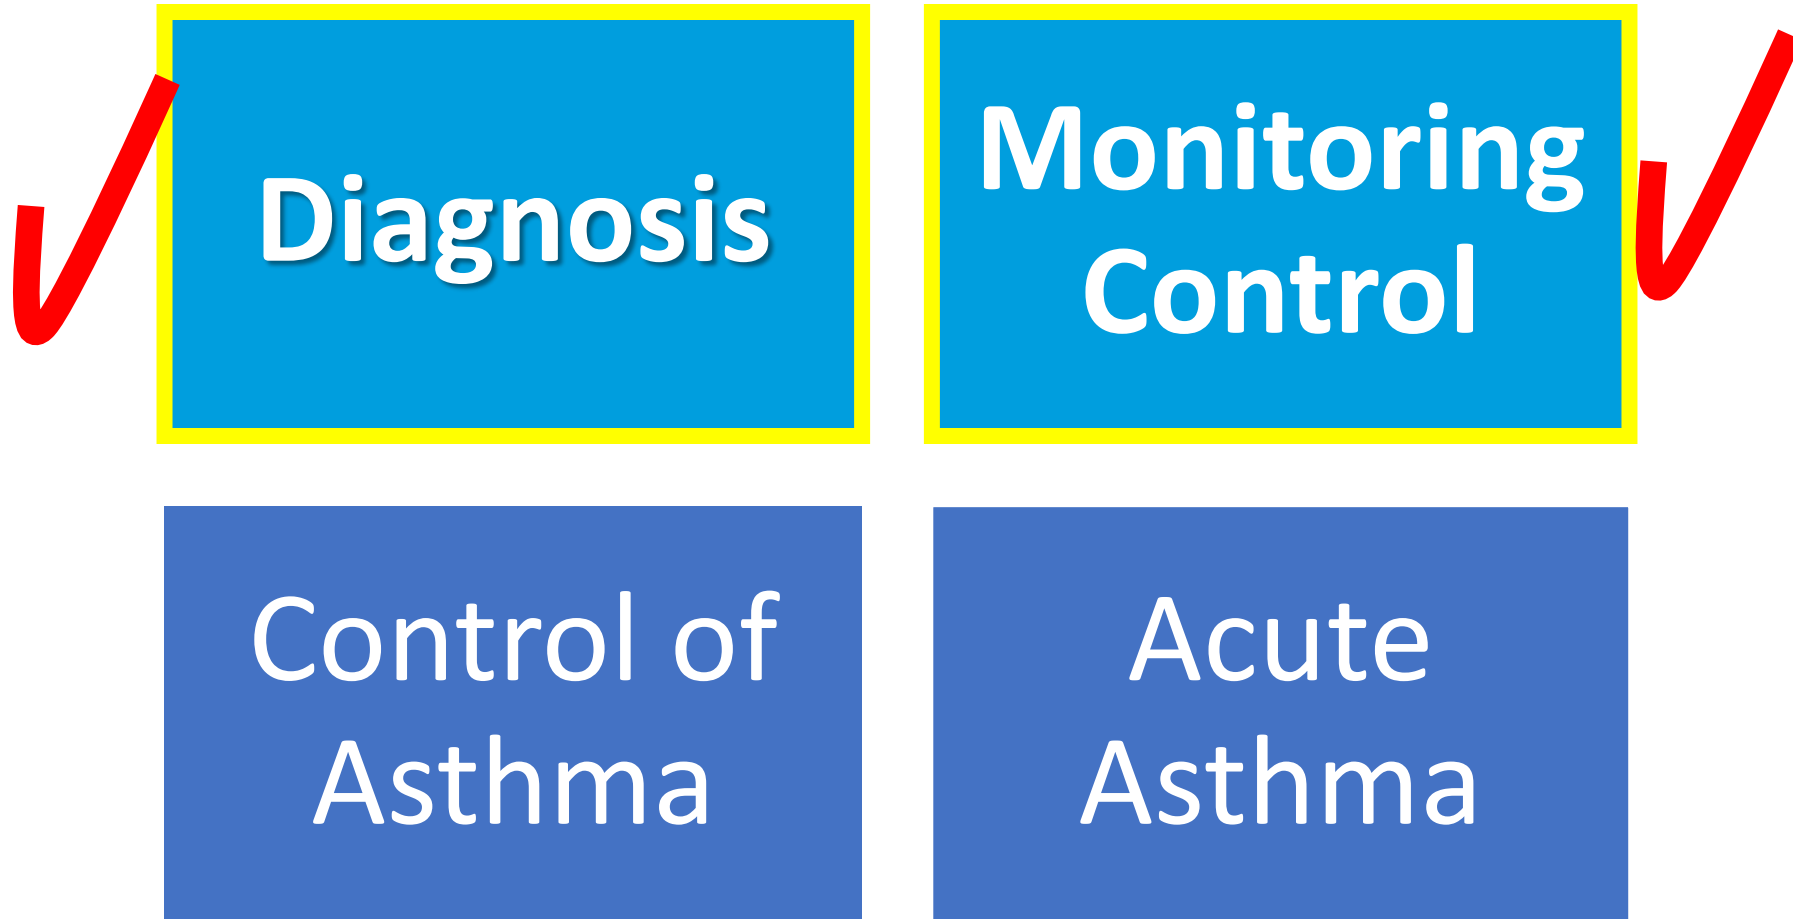 Diagnosis
Monitoring
Control
Control of
Asthma
Acute
Asthma